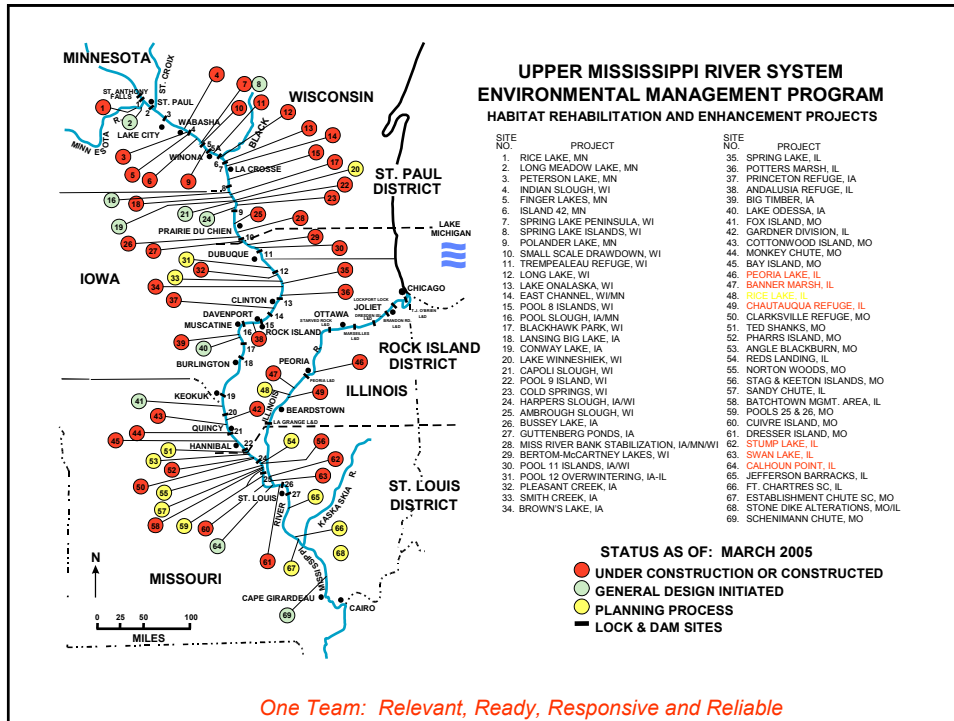 UPPER MISSISSIPPI RIVER SYSTEM
ENVIRONMENTAL MANAGEMENT PROGRAM
HABITAT REHABILITATION AND ENHANCEMENT PROJECTS
SITE
NO. PROJECT
1. RICE LAKE, MN
2. LONG MEADOW LAKE, MN
3. PETERSON LAKE, MN
4. INDIAN SLOUGH, WI
5. FINGER LAKES, MN
6. ISLAND 42, MN
7. SPRING LAKE PENINSULA, WI
8. SPRING LAKE ISLANDS, WI
9. POLANDER LAKE, MN
10. SMALL SCALE DRAWDOWN, WI
11. TREMPEALEAU REFUGE, WI
12. LONG LAKE, WI
13. LAKE ONALASKA, WI
14. EAST CHANNEL, WI/MN
15. POOL 8 ISLANDS, WI
16. POOL SLOUGH, IA/MN
17. BLACKHAWK PARK, WI
18. LANSING BIG LAKE, IA
19. CONWAY LAKE, IA
20. LAKE WINNESHIEK, WI
21. CAPOLI SLOUGH, WI
22. POOL 9 ISLAND, WI
23. COLD SPRINGS, WI
24. HARPERS SLOUGH, IA/WI
25. AMBROUGH SLOUGH, WI
26. BUSSEY LAKE, IA
27. GUTTENBERG PONDS, IA
28. MISS RIVER BANK STABILIZATION, IA/MN/WI
29. BERTOM-McCARTNEY LAKES, WI
30. POOL 11 ISLANDS, IA/WI
31. POOL 12 OVERWINTERING, IA-IL
32. PLEASANT CREEK, IA
33. SMITH CREEK, IA
34. BROWN'S LAKE, IA
SITE
NO. PROJECT
35. SPRING LAKE, IL
36. POTTERS MARSH, IL
37. PRINCETON REFUGE, IA
38. ANDALUSIA REFUGE, IL
39. BIG TIMBER, IA
40. LAKE ODESSA, IA
41. FOX ISLAND, MO
42. GARDNER DIVISION, IL
43. COTTONWOOD ISLAND, MO
44. MONKEY CHUTE, MO
45. BAY ISLAND, MO
46. PEORIA LAKE, IL
47. BANNER MARSH, IL
48. RICE LAKE, IL
49. CHAUTAUQUA REFUGE, IL
50. CLARKSVILLE REFUGE, MO
51. TED SHANKS, MO
52. PHARRS ISLAND, MO
53. ANGLE BLACKBURN, MO
54. REDS LANDING, IL
55. NORTON WOODS, MO
56. STAG & KEETON ISLANDS, MO
57. SANDY CHUTE, IL
58. BATCHTOWN MGMT. AREA, IL
59. POOLS 25 & 26, MO
60. CUIVRE ISLAND, MO
61. DRESSER ISLAND, MO
62. STUMP LAKE, IL
63. SWAN LAKE, IL
64. CALHOUN POINT, IL
65. JEFFERSON BARRACKS, IL
66. FT. CHARTRES SC, IL
67. ESTABLISHMENT CHUTE SC, MO
68. STONE DIKE ALTERATIONS, MO/IL
69. SCHENIMANN CHUTE, MO
STATUS AS OF: MARCH 2005
UNDER CONSTRUCTION OR CONSTRUCTED
GENERAL DESIGN INITIATED
PLANNING PROCESS
LOCK & DAM SITES
MINNESOTA
ST. CROIX
ST. ANTHONY
FALLS
ST. PAUL
MINNESOTA R.
LAKE CITY
WABASHA
WINONA
BLACK
WISCONSIN
LA CROSSE
ST. PAUL
DISTRICT
PRAIRIE DU CHIEN
LAKE
MICHIGAN
DUBUQUE
IOWA
CLINTON
CHICAGO
LOCKPORT LOCK
JOLIET
T.J. O'BRIEN
L&D
BRANDON RD.
L&D
DRESDEN IS.
L&D
MARSEILLES
L&D
OTTAWA
STARVED ROCK
L&D
DAVENPORT
MUSCATINE
ROCK ISLAND
ROCK ISLAND
DISTRICT
BURLINGTON
PEORIA
PEORIA L&D
ILLINOIS
ILLINOIS R.
KEOKUK
BEARDSTOWN
LA GRANGE L&D
QUINCY
HANNIBAL
ST. LOUIS
ST. LOUIS
DISTRICT
KASKASKIA R.
MISSISSIPPI RIVER
MISSOURI
CAPE GIRARDEAU
CAIRO
N
0 25 50 100
MILES
One Team: Relevant, Ready, Responsive and Reliable